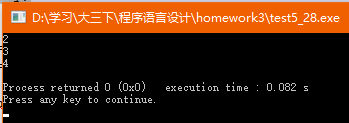 D:\学习\大三下\程序语言设计\homework3\test5_28.exe
2
3
4
Process returned 0 (0x0)   execution time : 0.082 s
Press any key to continue.